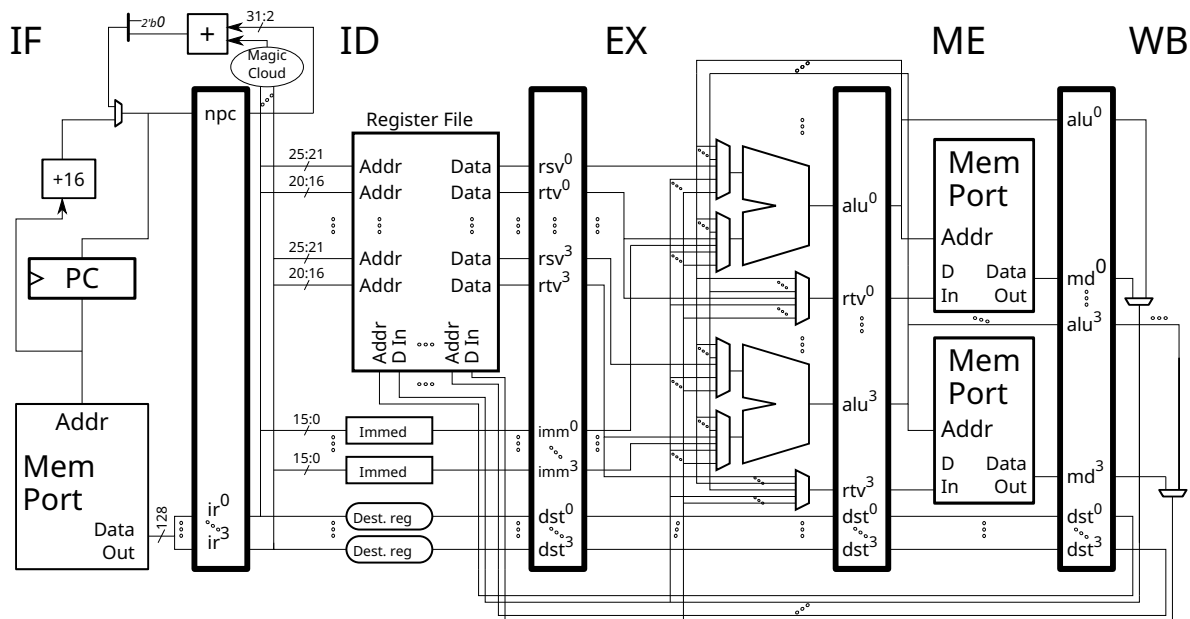 IF
ID
EX
ME
WB
2'b0
+
31:2
Magic
Cloud
npc
+16
PC
Addr
Mem
Port
Data
Out
128
ir0
ir3
Register File
25:21
Addr
Data
20:16
Addr
Data
25:21
Addr
Data
20:16
Addr
Data
Addr
D In
Addr
D In
15:0
Immed
15:0
Immed
Dest. reg
Dest. reg
rsv0
rtv0
rsv3
rtv3
imm0
imm3
dst0
dst3
alu0
rtv0
alu3
rtv3
dst0
dst3
Mem
Port
Addr
D
In
Data
Out
Mem
Port
Addr
D
In
Data
Out
alu0
md0
alu3
md3
dst0
dst3